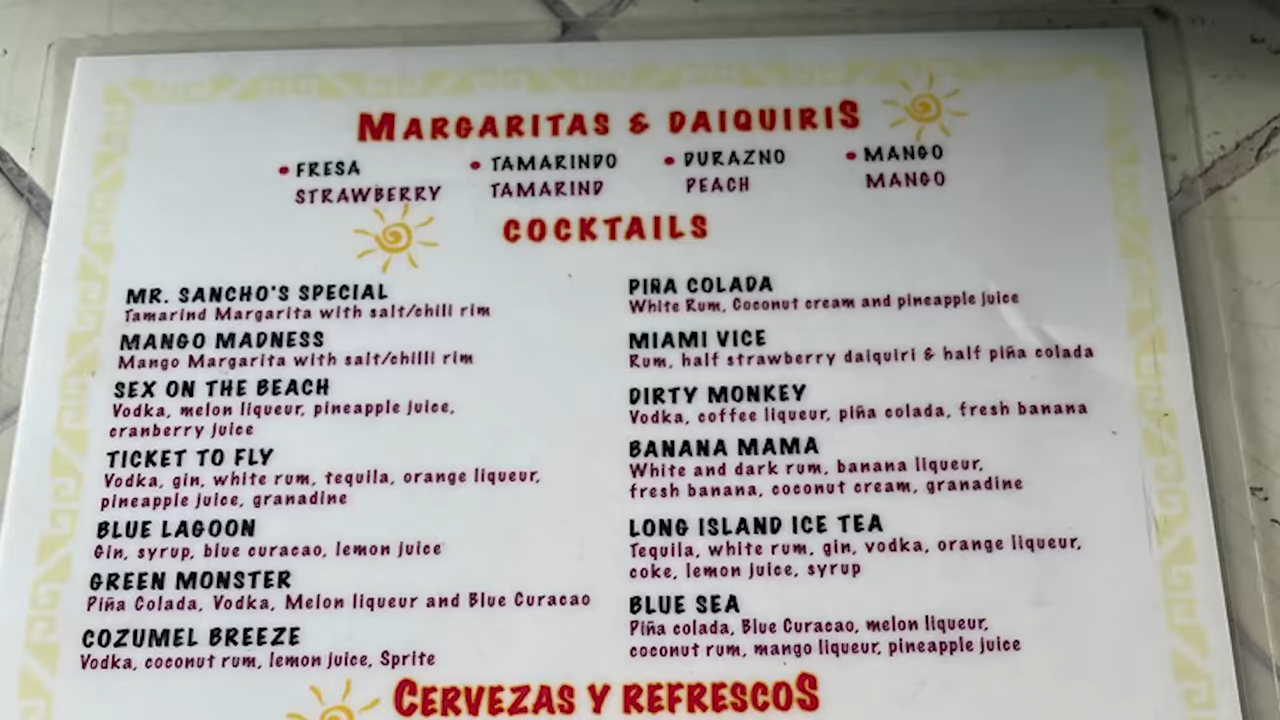 MARGARITAS & DAIQUIRIS
• FRESA
STRAWBERRY
• TAMARINDO
TAMARIND
• DURAZNO
PEACH
• MANGO
MANGO
COCKTAILS
MR. SANCHO'S SPECIAL
Tamarind Margarita with salt/chili rim
MANGO MADNESS
Mango Margarita with salt/chilli rim
SEX ON THE BEACH
Vodka, melon liqueur, pineapple juice,
cranberry juice
TICKET TO FLY
Vodka, gin, white rum, tequila, orange liqueur,
pineapple juice, granadine
BLUE LAGOON
Gin, syrup, blue curacao, lemon juice
GREEN MONSTER
Piña Colada, Vodka, Melon liqueur and Blue Curacao
COZUMEL BREEZE
Vodka, coconut rum, lemon juice, Sprite
PIÑA COLADA
White Rum, Coconut cream and pineapple juice
MIAMI VICE
Rum, half strawberry daiquiri & half piña colada
DIRTY MONKEY
Vodka, coffee liqueur, piña colada, fresh banana
BANANA MAMA
White and dark rum, banana liqueur,
fresh banana, coconut cream, granadine
LONG ISLAND ICE TEA
Tequila, white rum, gin, vodka, orange liqueur,
coke, lemon juice, syrup
BLUE SEA
Piña colada, Blue Curacao, melon liqueur,
coconut rum, mango liqueur, pineapple juice
CERVEZAS Y REFRESCOS